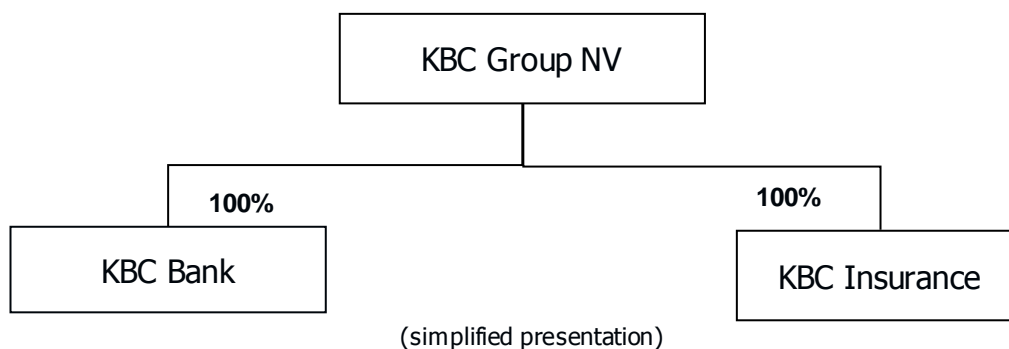 KBC Group NV
100%
100%
KBC Bank
KBC Insurance
(simplified presentation)